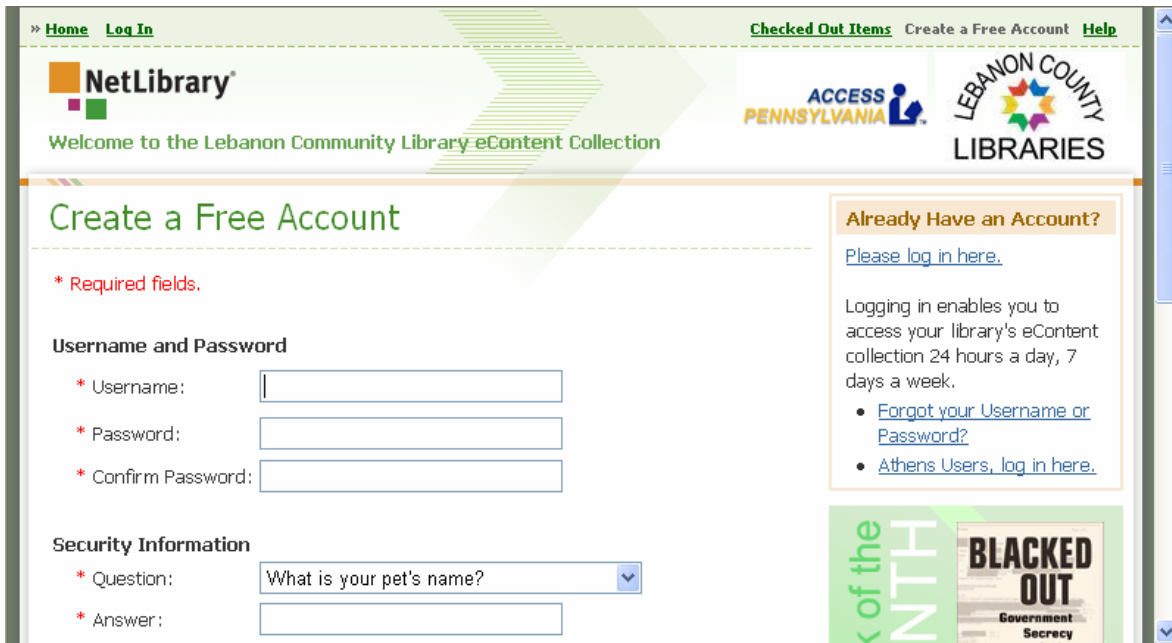 » Home Log In Checked Out Items Create a Free Account Help
NetLibrary®
ACCESS
PENNSYLVANIA
LEBANON COUNTY
LIBRARIES
Welcome to the Lebanon Community Library eContent Collection
Create a Free Account
* Required fields.
Username and Password
* Username:
* Password:
* Confirm Password:
Security Information
* Question: What is your pet's name?
* Answer:
Already Have an Account?
Please log in here.
Logging in enables you to
access your library's eContent
collection 24 hours a day, 7
days a week.
• Forgot your Username or
Password?
• Athens Users, log in here.
of the
NTH
BLACKED
OUT
Government
Secrecy